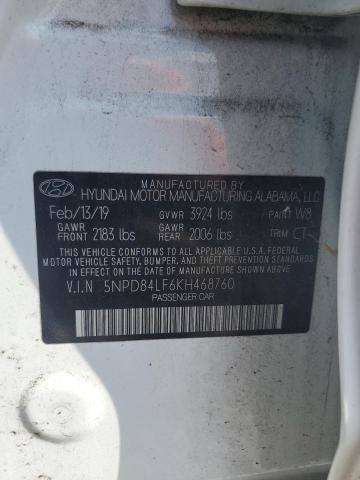 MANUFACTURED BY
HYUNDAI MOTOR MANUFACTURING ALABAMA, LLC
Feb/13/19 GVWR 3924 lbs PAINT W8
GAWR FRONT 2183 lbs GAWR REAR 2006 lbs TRIM CT
THIS VEHICLE CONFORMS TO ALL APPLICABLE U.S.A. FEDERAL
MOTOR VEHICLE SAFETY, BUMPER, AND THEFT PREVENTION
STANDARDS IN EFFECT ON THE DATE OF MANUFACTURE SHOWN ABOVE.
V.I.N 5NPD84LF6KH468760
PASSENGER CAR